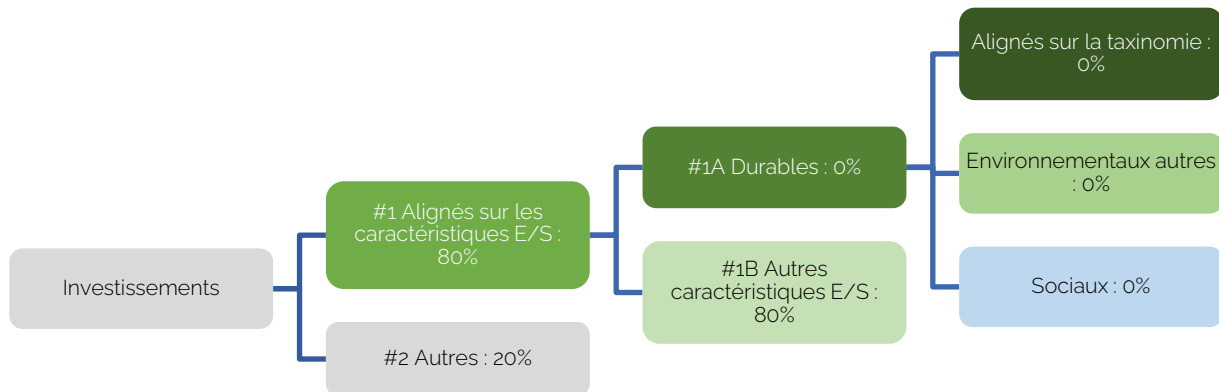 Investissements
#1 Alignés sur les
caractéristiques E/S :
80%
#2 Autres : 20%
#1A Durables : 0%
#1B Autres
caractéristiques E/S :
80%
Alignés sur la taxinomie :
0%
Environnementaux autres
: 0%
Sociaux : 0%